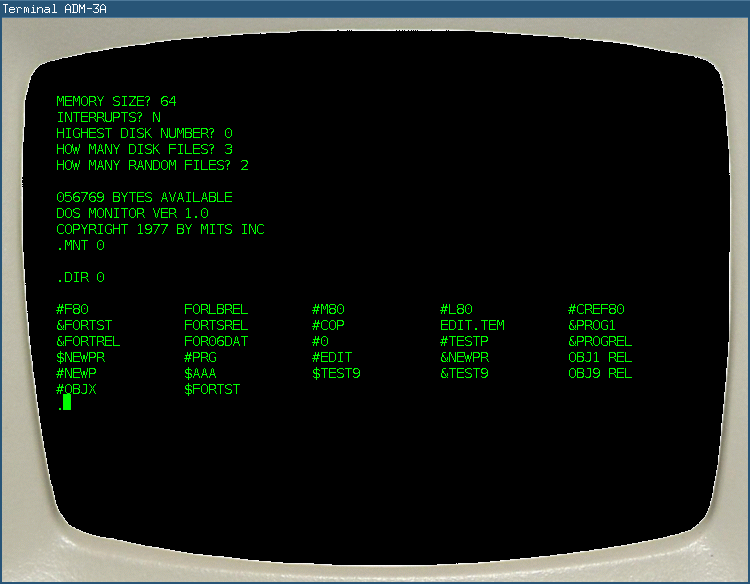 Terminal ADM-3A
MEMORY SIZE? 64
INTERRUPTS? N
HIGHEST DISK NUMBER? 0
HOW MANY DISK FILES? 3
HOW MANY RANDOM FILES? 2
056769 BYTES AVAILABLE
DOS MONITOR VER 1.0
COPYRIGHT 1977 BY MITS INC
.MNT 0
.DIR 0
#F80 FORLBREL #M80 #L80 #CREF80
&FORTST FORTSREL #COP EDIT.TEM &PROG1
&FORTREL FOR06DAT #0 #TESTP &PROGREL
$NEWPR #PRG #EDIT &NEWPR OBJ1 REL
#NEWP $AAA $TEST9 &TEST9 OBJ9 REL
#OBJX $FORTST
.